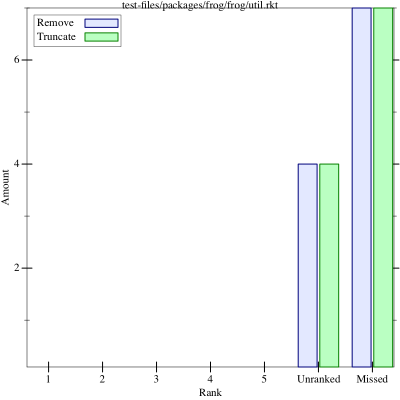 test-files/packages/frog/frog/util.rkt
Remove
Truncate
6
4
2
Amount
1 2 3 4 5 Unranked Missed
Rank